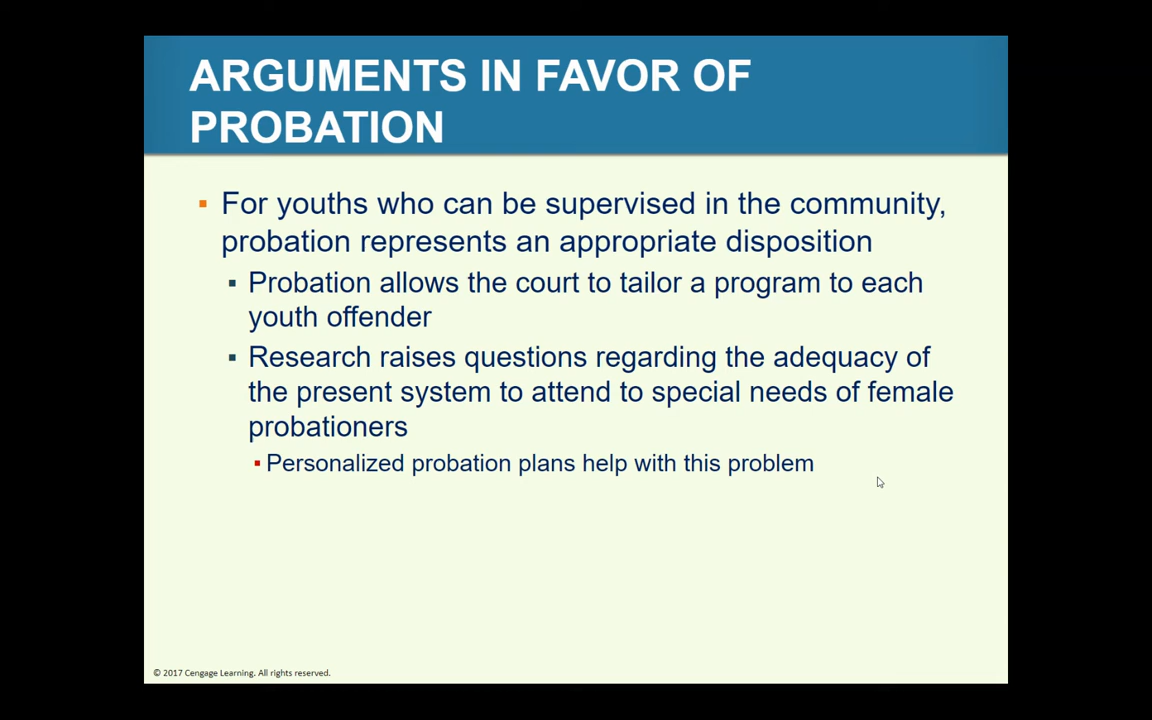 ARGUMENTS IN FAVOR OF
PROBATION
▪ For youths who can be supervised in the community,
probation represents an appropriate disposition
▪ Probation allows the court to tailor a program to each
youth offender
▪ Research raises questions regarding the adequacy of
the present system to attend to special needs of female
probationers
▪ Personalized probation plans help with this problem
© 2017 Cengage Learning. All rights reserved.